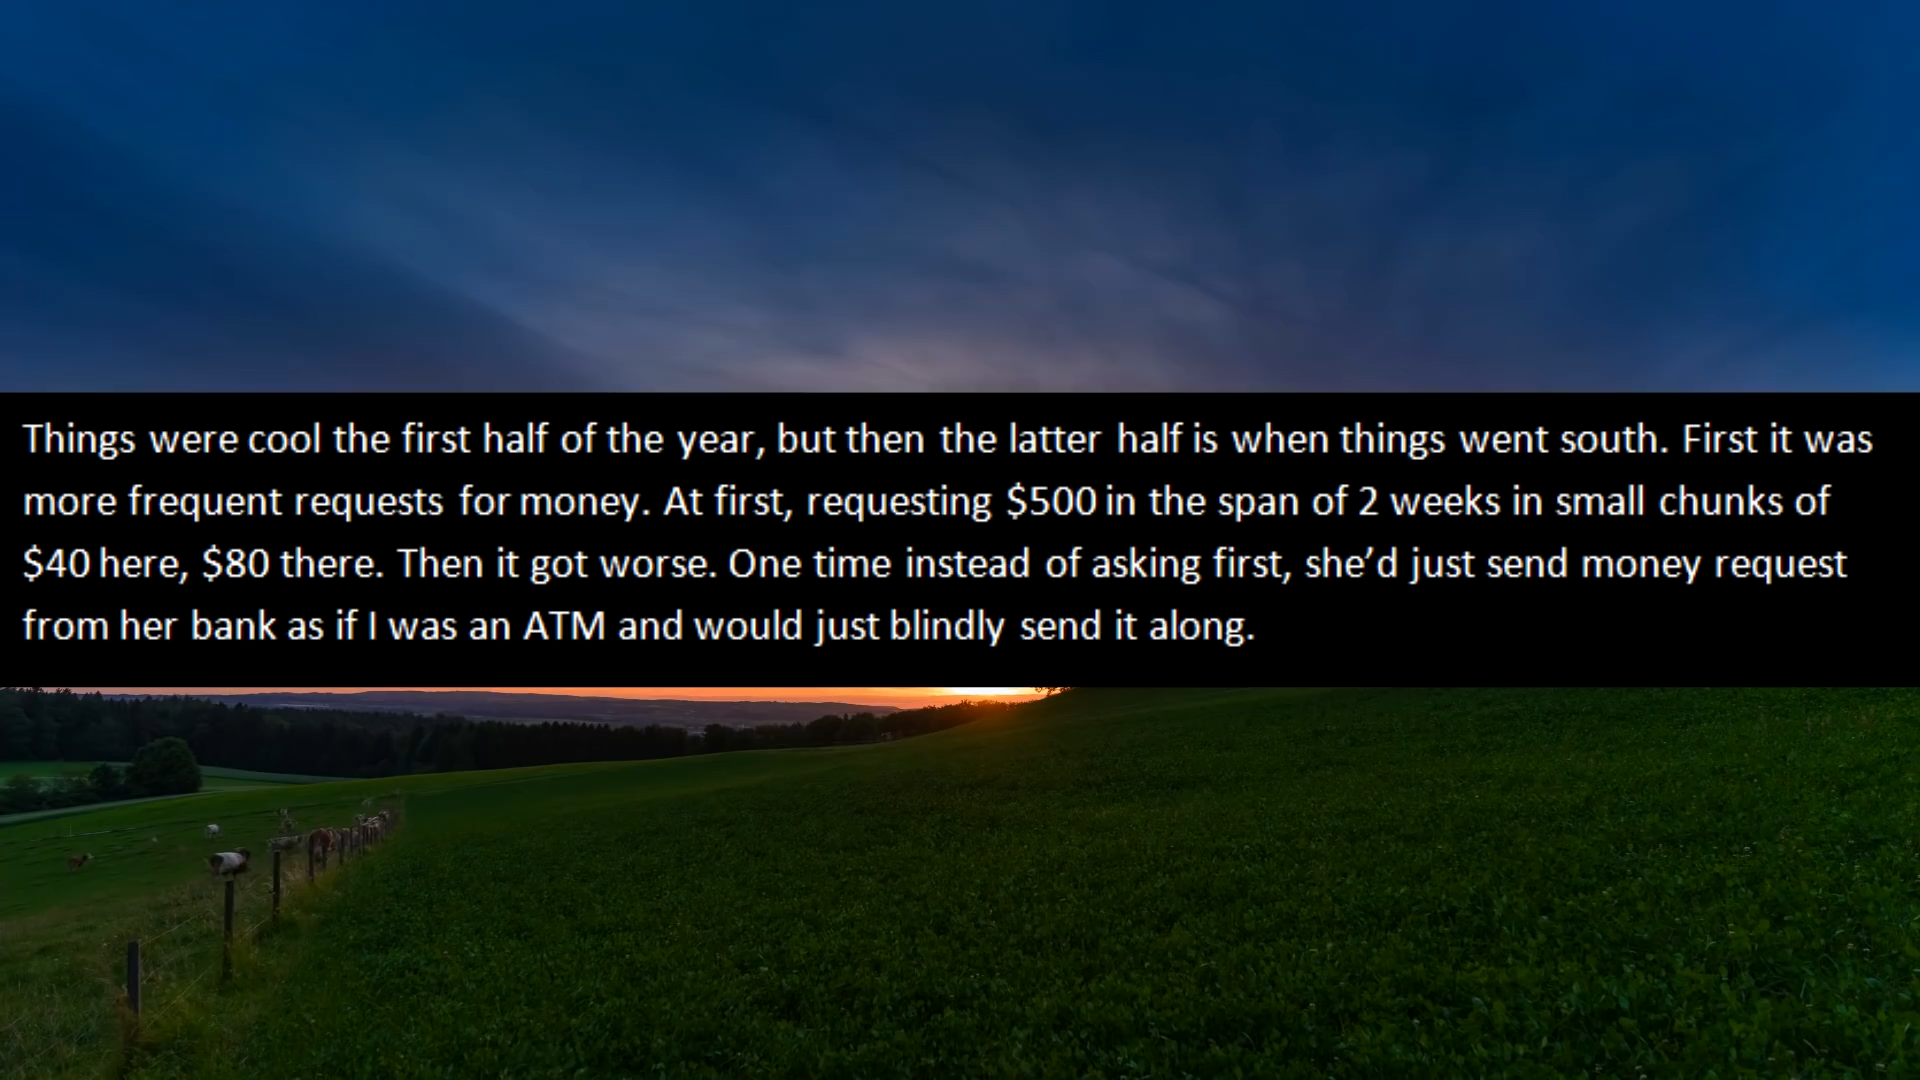 Things were cool the first half of the year, but then the latter half is when things went south. First it was
more frequent requests for money. At first, requesting $500 in the span of 2 weeks in small chunks of
$40 here, $80 there. Then it got worse. One time instead of asking first, she’d just send money request
from her bank as if I was an ATM and would just blindly send it along.